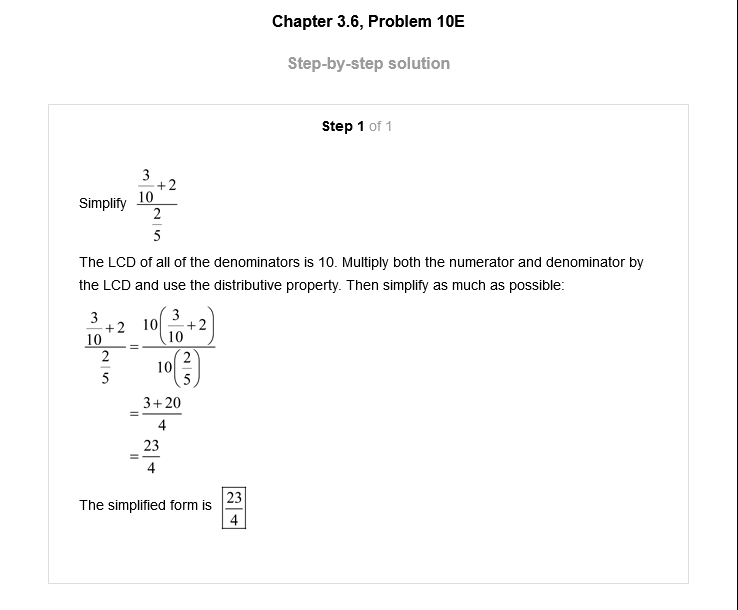 Chapter 3.6, Problem 10E
Step-by-step solution
Step 1 of 1
Simplify \frac{\frac{3}{10}+2}{\frac{2}{5}}
The LCD of all of the denominators is 10. Multiply both the numerator and denominator by
the LCD and use the distributive property. Then simplify as much as possible:
\frac{\frac{3}{10}+2}{\frac{2}{5}} = \frac{10\left(\frac{3}{10}+2\right)}{10\left(\frac{2}{5}\right)}
= \frac{3+20}{4}
= \frac{23}{4}
The simplified form is \boxed{\frac{23}{4}}